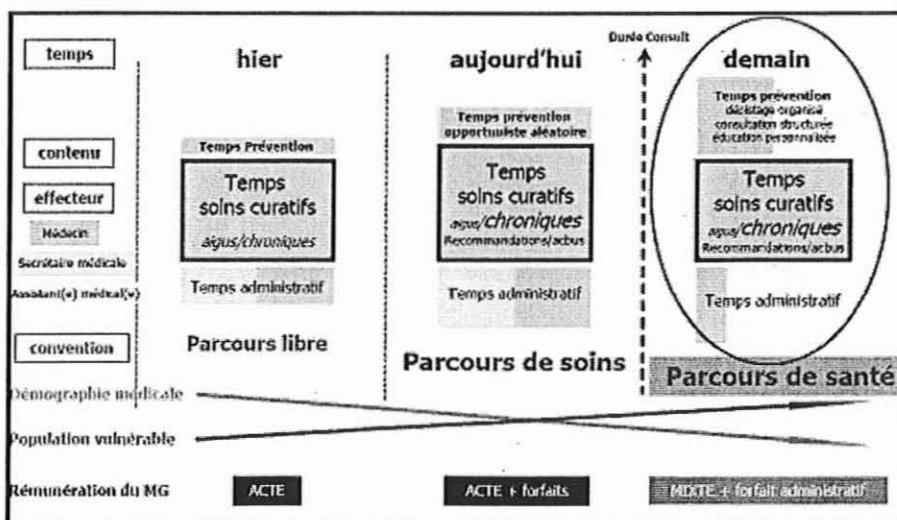 temps
hier
aujourd'hui
Durée Consult
demain
contenu
effecteur
Médecin
Secrétaire médicale
Assistant(e) médical(e)
convention
Temps Prévention
Temps
soins curatifs
aigus/chroniques
Temps administratif
Parcours libre
Temps prévention
opportuniste aléatoire
Temps
soins curatifs
aigus/chroniques
Recommandations/acbus
Temps administratif
Parcours de soins
Temps prévention
dépistage organisé
consultation structurée
éducation personnalisée
Temps
soins curatifs
aigus/chroniques
Recommandations/acbus
Temps administratif
Parcours de santé
Démographie médicale
Population vulnérable
Rémunération du MG
ACTE
ACTE + forfaits
MIXTE + forfait administratif